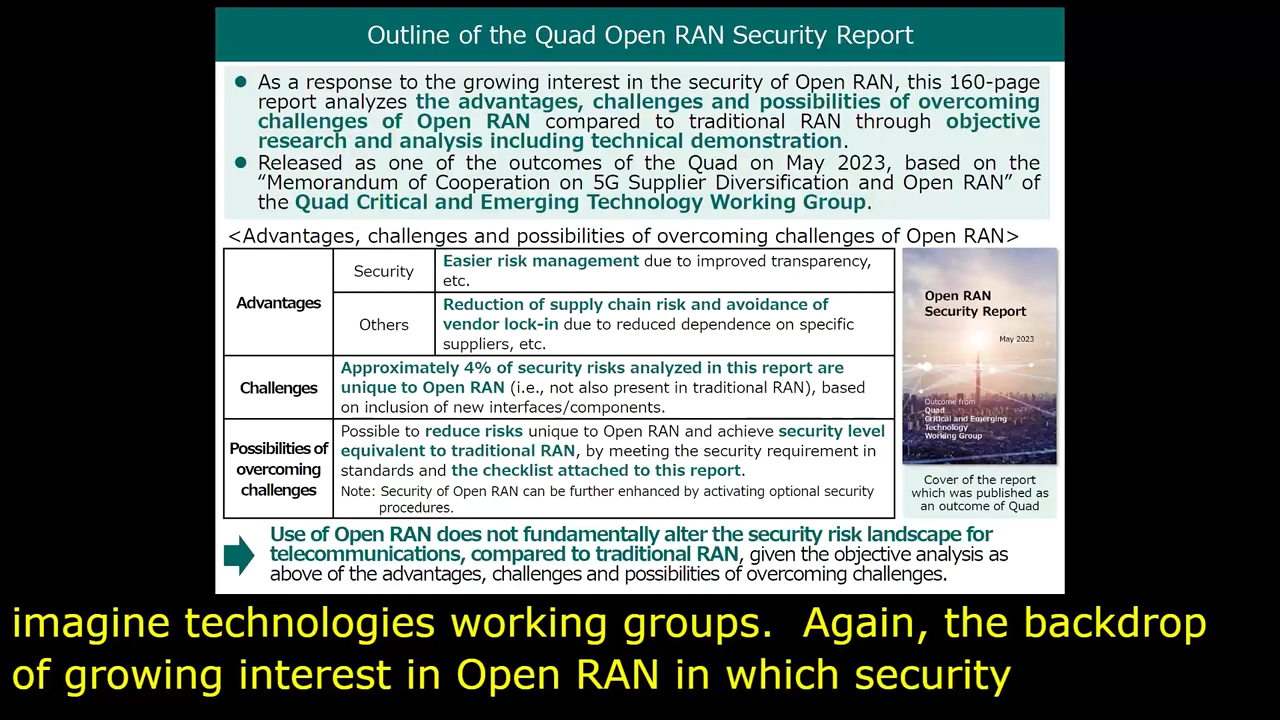 Outline of the Quad Open RAN Security Report
● As a response to the growing interest in the security of Open RAN, this 160-page
report analyzes the advantages, challenges and possibilities of overcoming
challenges of Open RAN compared to traditional RAN through objective
research and analysis including technical demonstration.
● Released as one of the outcomes of the Quad on May 2023, based on the
“Memorandum of Cooperation on 5G Supplier Diversification and Open RAN” of
the Quad Critical and Emerging Technology Working Group.
<Advantages, challenges and possibilities of overcoming challenges of Open RAN>
Advantages
Security
Easier risk management due to improved transparency,
etc.
Others
Reduction of supply chain risk and avoidance of
vendor lock-in due to reduced dependence on specific
suppliers, etc.
Challenges
Approximately 4% of security risks analyzed in this report are
unique to Open RAN (i.e., not also present in traditional RAN), based
on inclusion of new interfaces/components.
Possibilities of
overcoming
challenges
Possible to reduce risks unique to Open RAN and achieve security level
equivalent to traditional RAN, by meeting the security requirement in
standards and the checklist attached to this report.
Note: Security of Open RAN can be further enhanced by activating optional security
procedures.
Open RAN
Security Report
May 2023
Outcome from
Quad
Critical and Emerging
Technology
Working Group
Cover of the report
which was published as
an outcome of Quad
Use of Open RAN does not fundamentally alter the security risk landscape for
telecommunications, compared to traditional RAN, given the objective analysis as
above of the advantages, challenges and possibilities of overcoming challenges.
imagine technologies working groups.  Again, the backdrop
of growing interest in Open RAN in which security